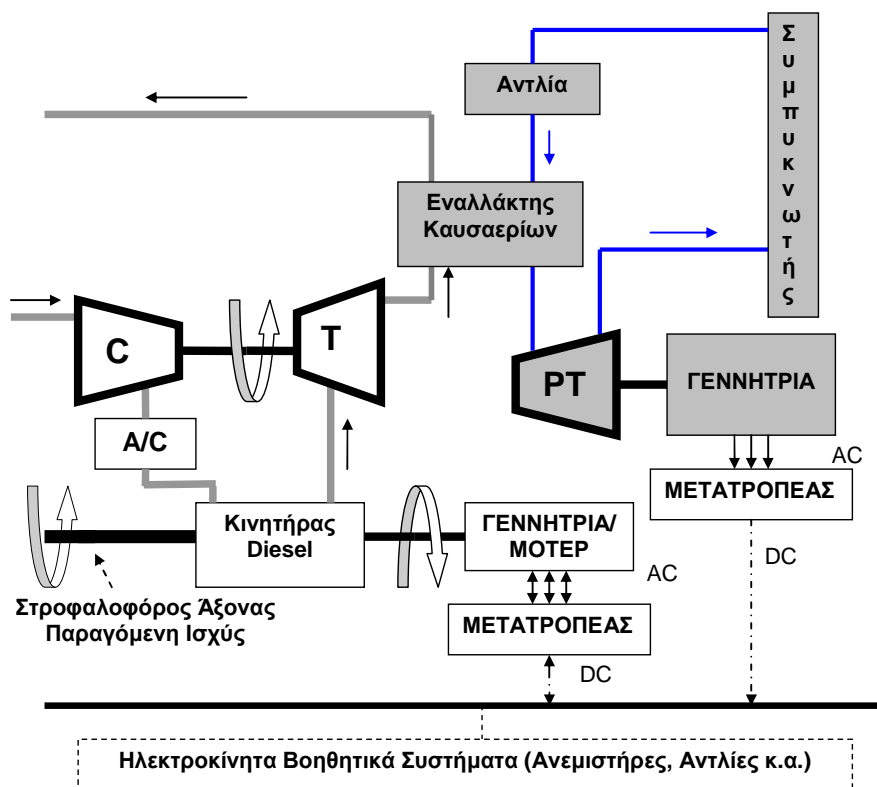 Συμπυκνωτής
Αντλία
Εναλλάκτης
Καυσαερίων
C
T
PT
ΓΕΝΝΗΤΡΙΑ
A/C
AC
ΜΕΤΑΤΡΟΠΕΑΣ
Κινητήρας
Diesel
ΓΕΝΝΗΤΡΙΑ/
ΜΟΤΕΡ
DC
AC
Στροφαλοφόρος Άξονας
Παραγόμενη Ισχύς
ΜΕΤΑΤΡΟΠΕΑΣ
DC
Ηλεκτροκίνητα Βοηθητικά Συστήματα (Ανεμιστήρες, Αντλίες κ.α.)